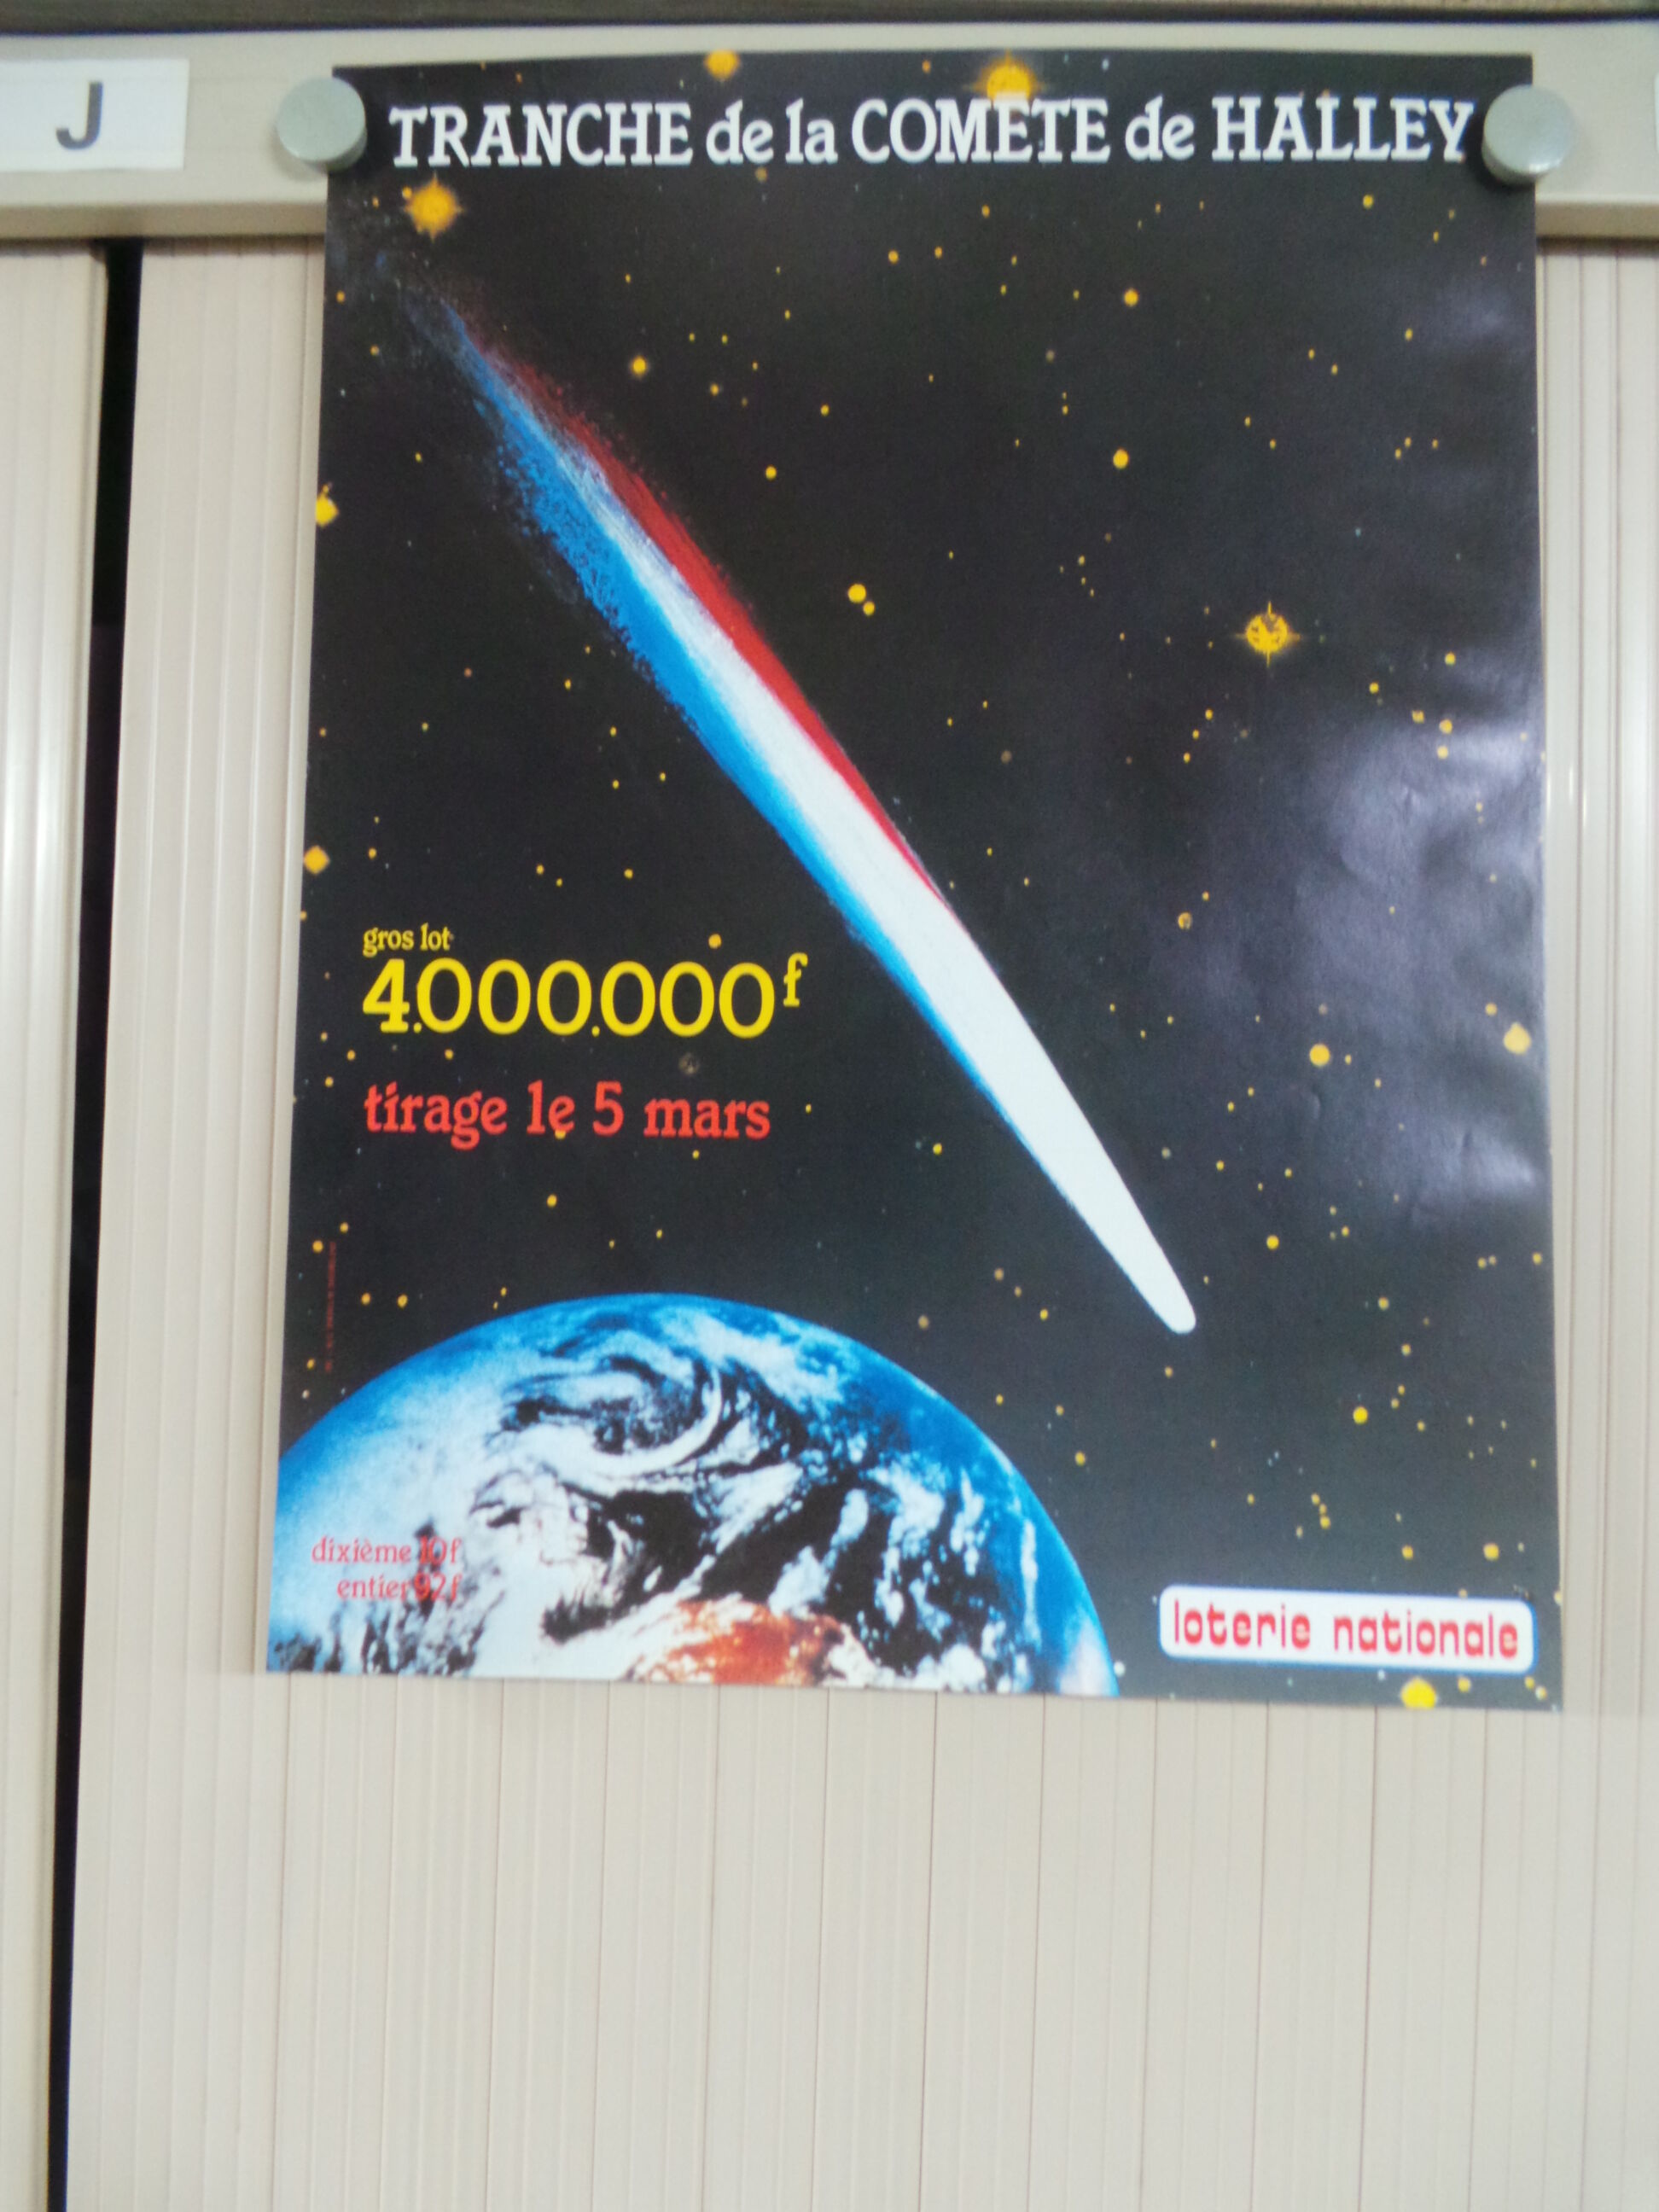 J
TRANCHE de la COMETE de HALLEY
gros lot
4.000.000f
tirage le 5 mars
dixième 10f
entier 92f
loterie nationale